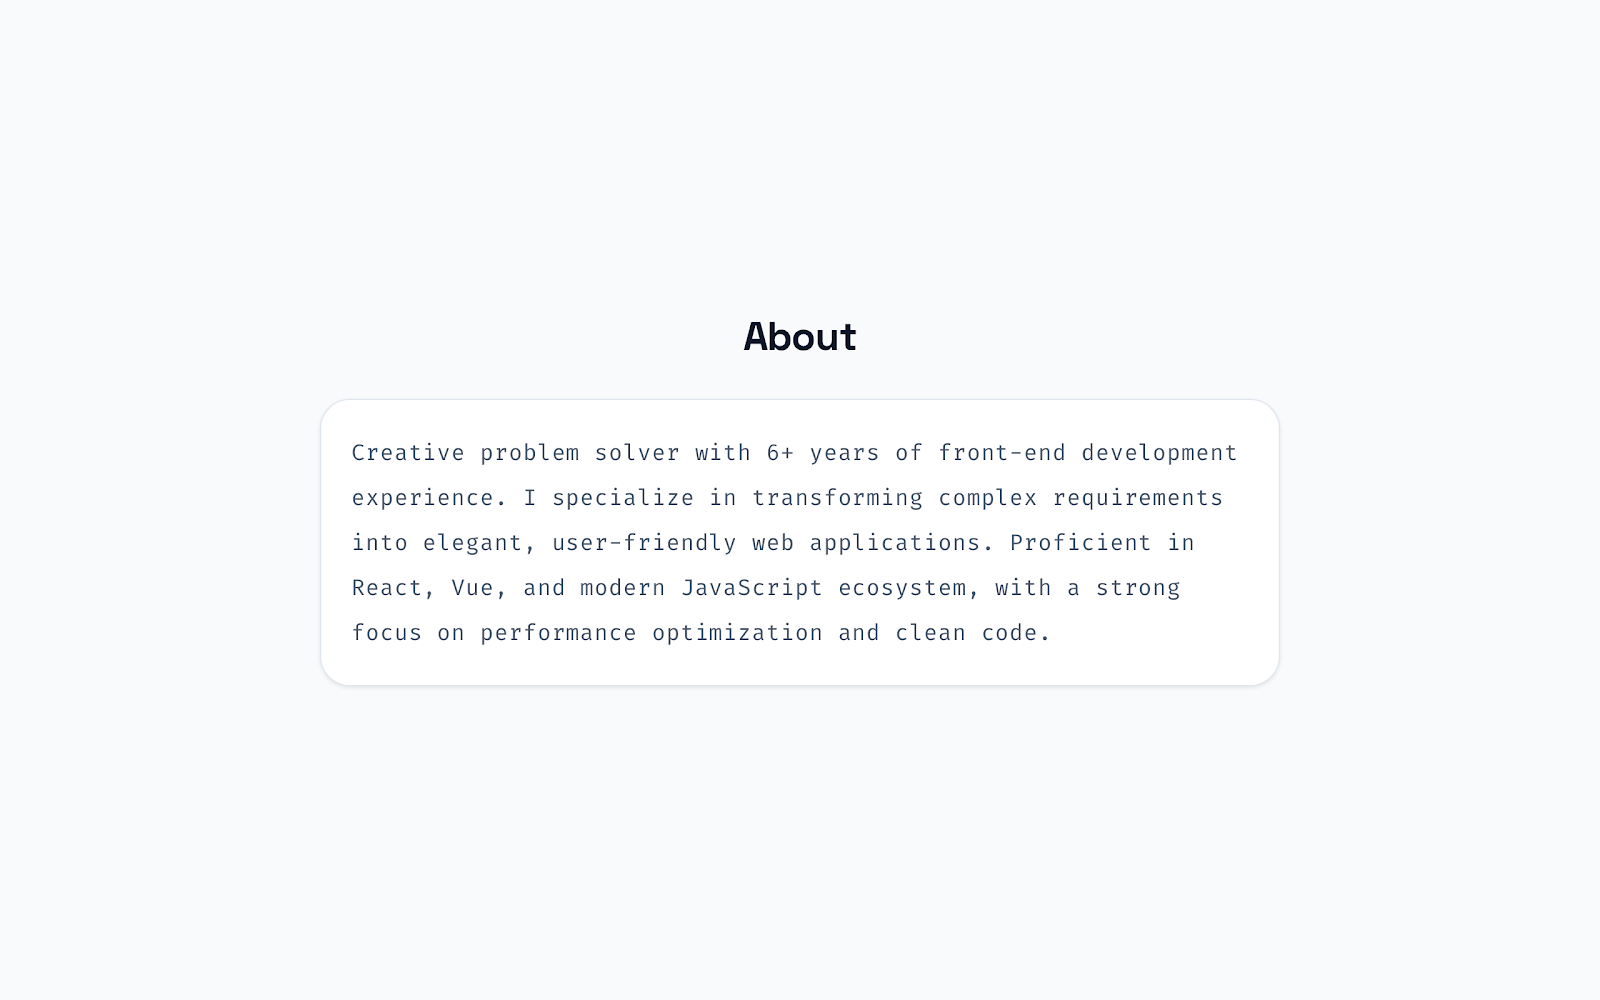 About
Creative problem solver with 6+ years of front-end development
experience. I specialize in transforming complex requirements
into elegant, user-friendly web applications. Proficient in
React, Vue, and modern JavaScript ecosystem, with a strong
focus on performance optimization and clean code.